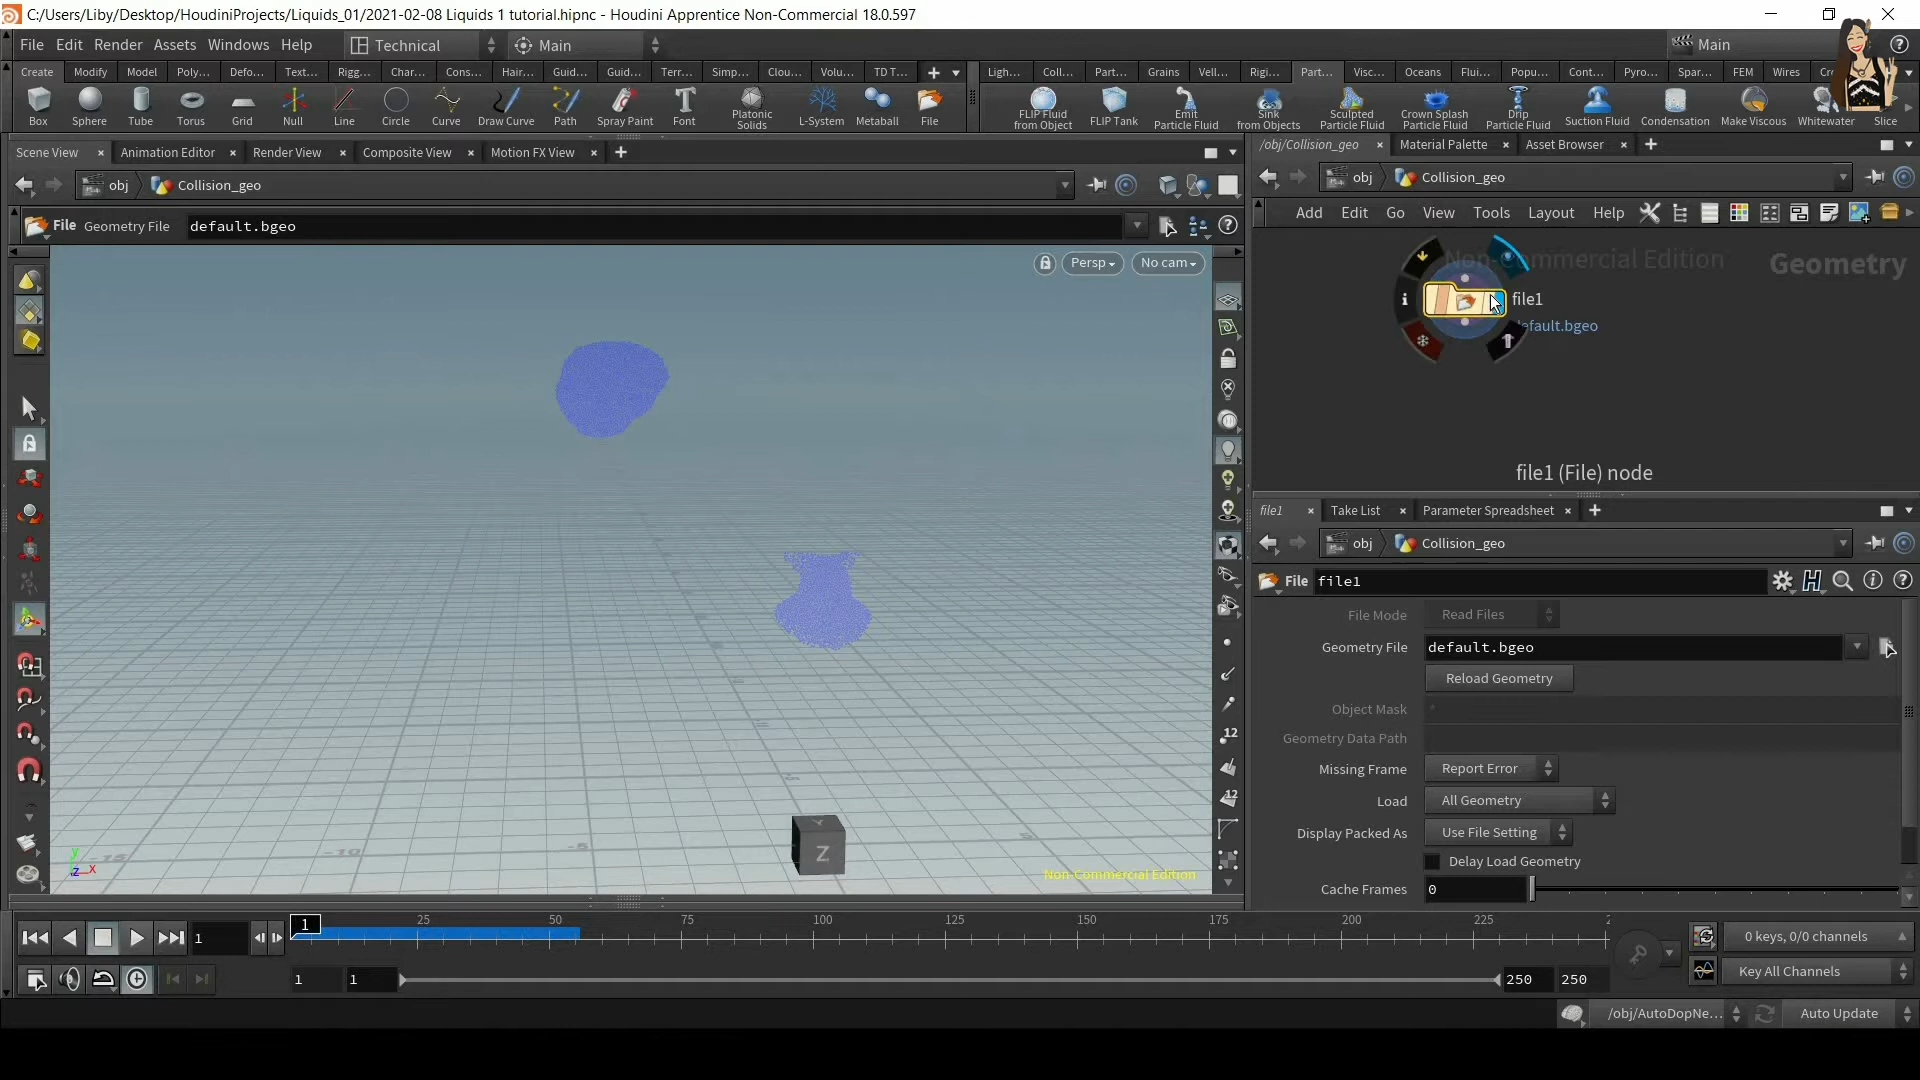 C:/Users/Liby/Desktop/HoudiniProjects/Liquids_01/2021-02-08 Liquids 1 tutorial.hipnc - Houdini Apprentice Non-Commercial 18.0.597
File Edit Render Assets Windows Help Technical Main Main
Create Modify Model Poly... Defo... Text... Rigg... Char... Cons... Hair... Guid... Guid... Terr... Simp... Clou... Volu... TD T...
Ligh... Coll... Part... Grains Vell... Rigi... Part... Visc... Oceans Flui... Popu... Cont... Pyro... Spar... FEM Wires
Box Sphere Tube Torus Grid Null Line Circle Curve Draw Curve Path Spray Paint Font Platonic Solids L-System Metaball File
FLIP Fluid from Object FLIP Tank Emit Particle Fluid Sink from Objects Sculpted Particle Fluid Crown Splash Particle Fluid Drip Particle Fluid Suction Fluid Condensation Make Viscous Whitewater Slice
Scene View Animation Editor Render View Composite View Motion FX View
obj Collision_geo
File Geometry File default.bgeo
Persp No cam
Z
Y
-15 -10 -5
y
z x
Non-Commercial Edition
12
12
/obj/Collision_geo Material Palette Asset Browser
obj Collision_geo
Add Edit Go View Tools Layout Help
Non-Commercial Edition Geometry
file1
default.bgeo
file1 (File) node
file1 Take List Parameter Spreadsheet
obj Collision_geo
File file1
File Mode Read Files
Geometry File default.bgeo
Reload Geometry
Object Mask *
Geometry Data Path
Missing Frame Report Error
Load All Geometry
Display Packed As Use File Setting
Delay Load Geometry
Cache Frames 0
1 1 25 50 75 100 125 150 175 200 225 2
0 keys, 0/0 channels
1 1 250 250
Key All Channels
/obj/AutoDopNe... Auto Update